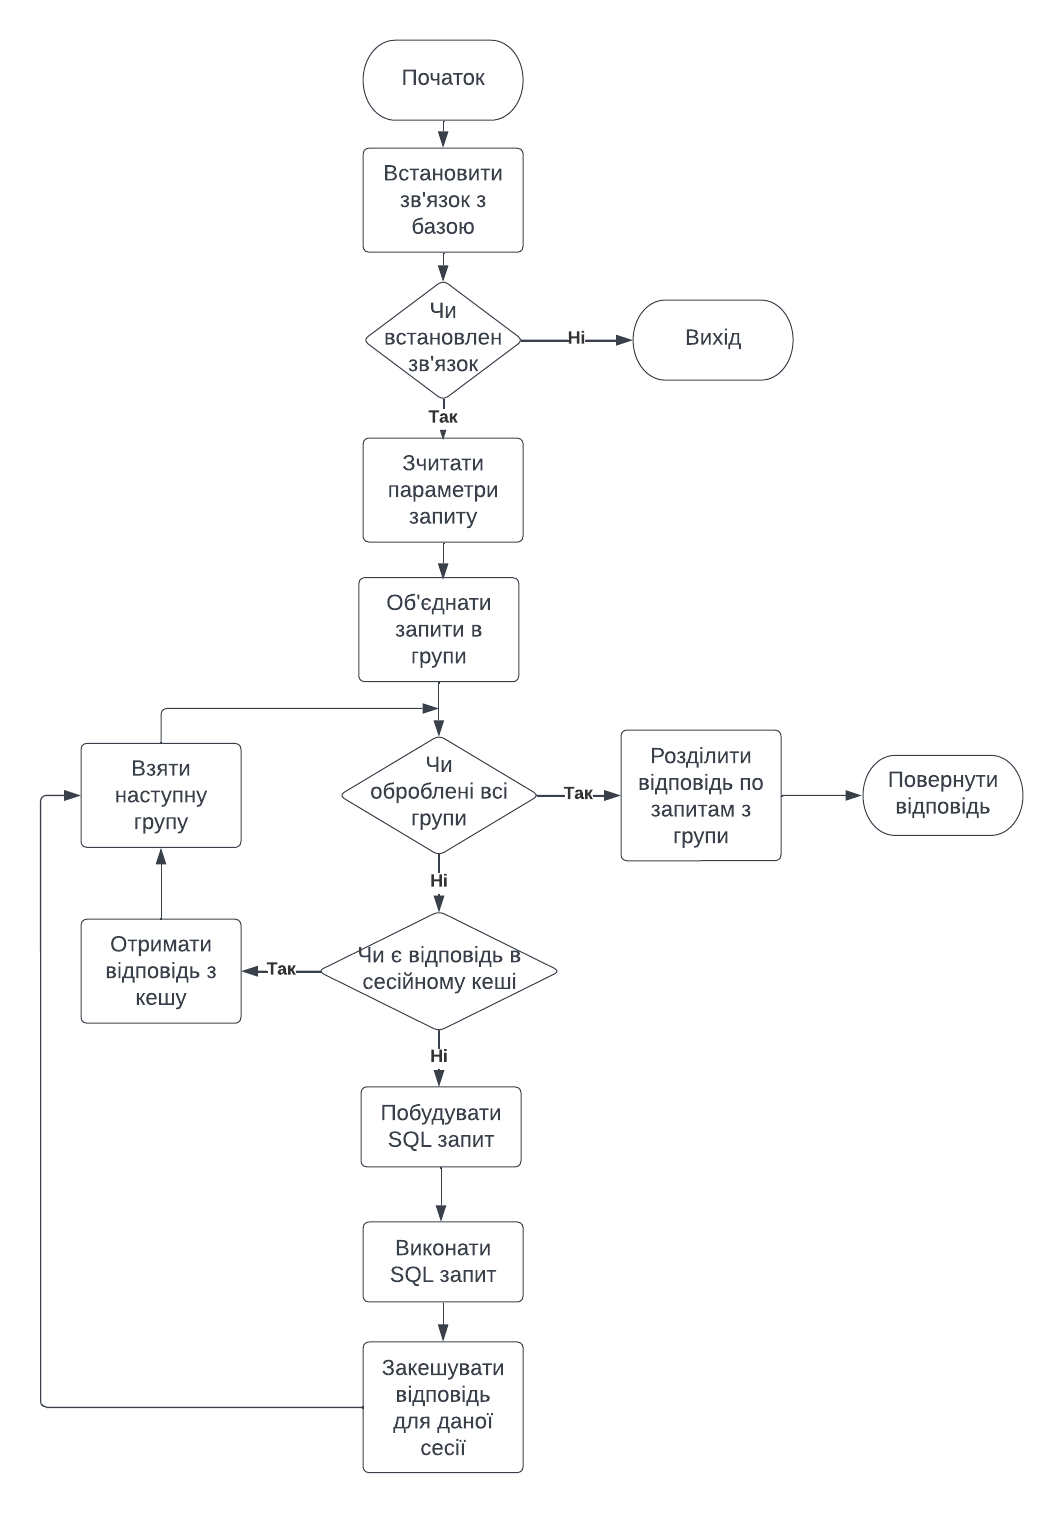 Початок
Встановити
зв'язок з
базою
Чи
встановлен
зв'язок
Ні
Вихід
Так
Зчитати
параметри
запиту
Об'єднати
запити в
групи
Взяти
наступну
групу
Чи
оброблені всі
групи
Так
Розділити
відповідь по
запитам з
групи
Повернути
відповідь
Ні
Отримати
відповідь з
кешу
Так
Чи є відповідь в
сесійному кеші
Ні
Побудувати
SQL запит
Виконати
SQL запит
Закешувати
відповідь
для даної
сесії